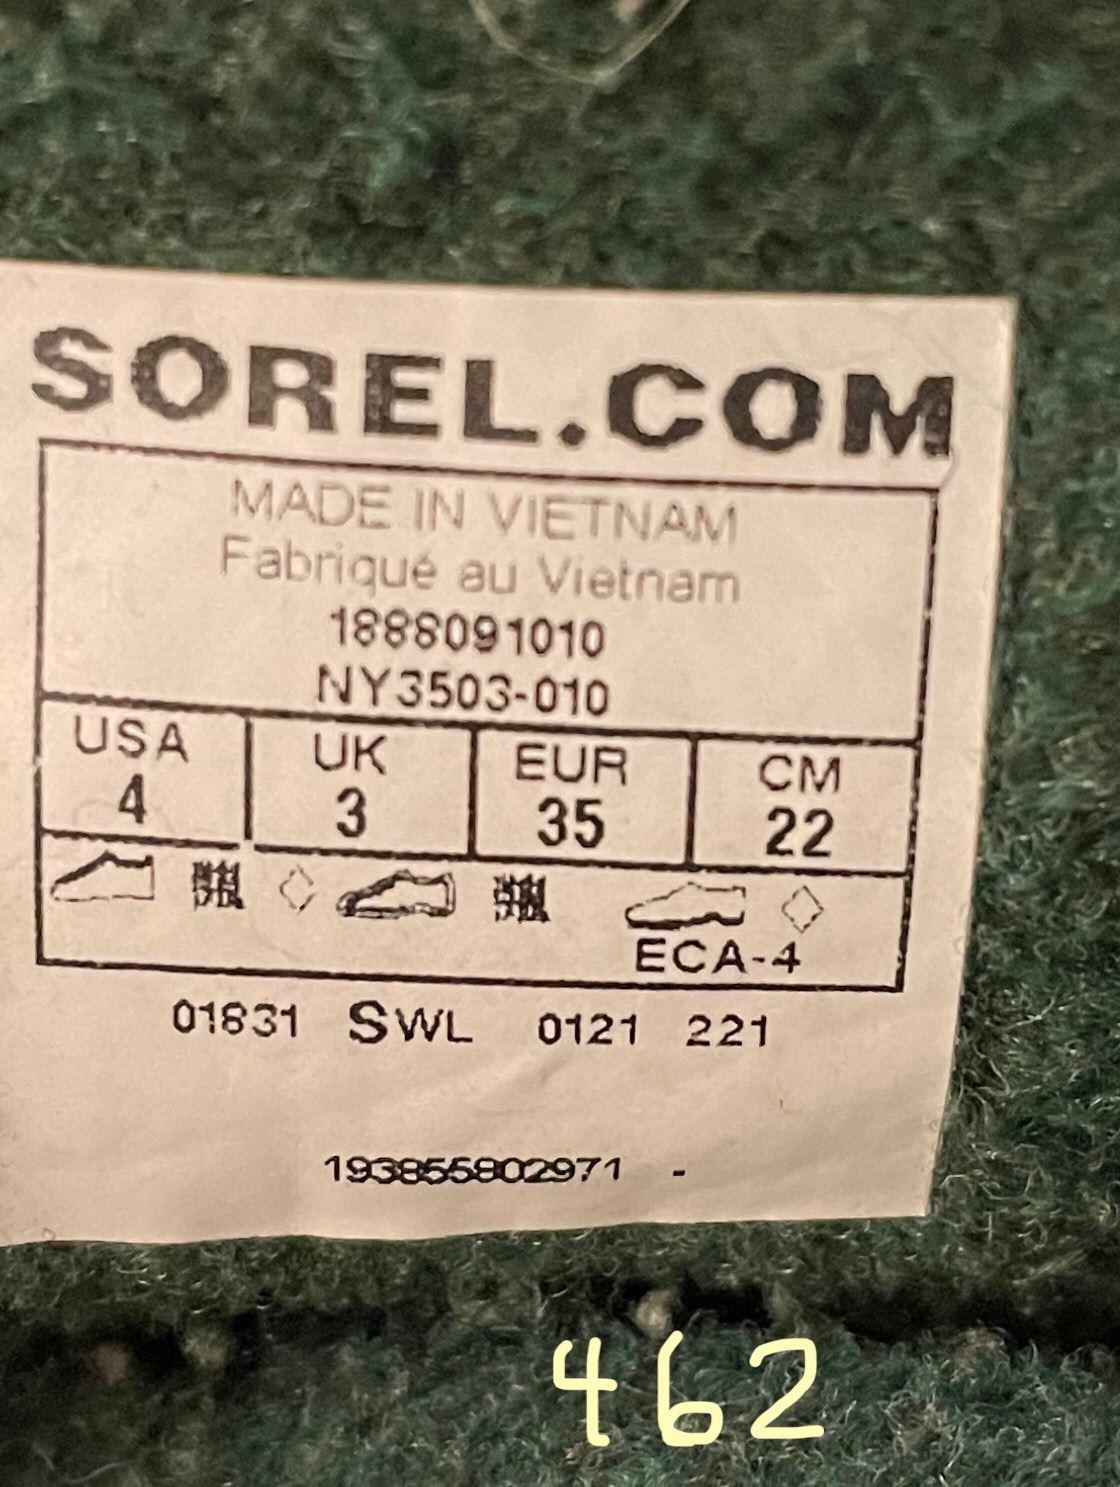 SOREL.COM
MADE IN VIETNAM
Fabriqué au Vietnam
1888091010
NY3503-010
USA UK EUR CM
4 3 35 22
ECA-4
01831 SWL 0121 221
193855802971 -
462